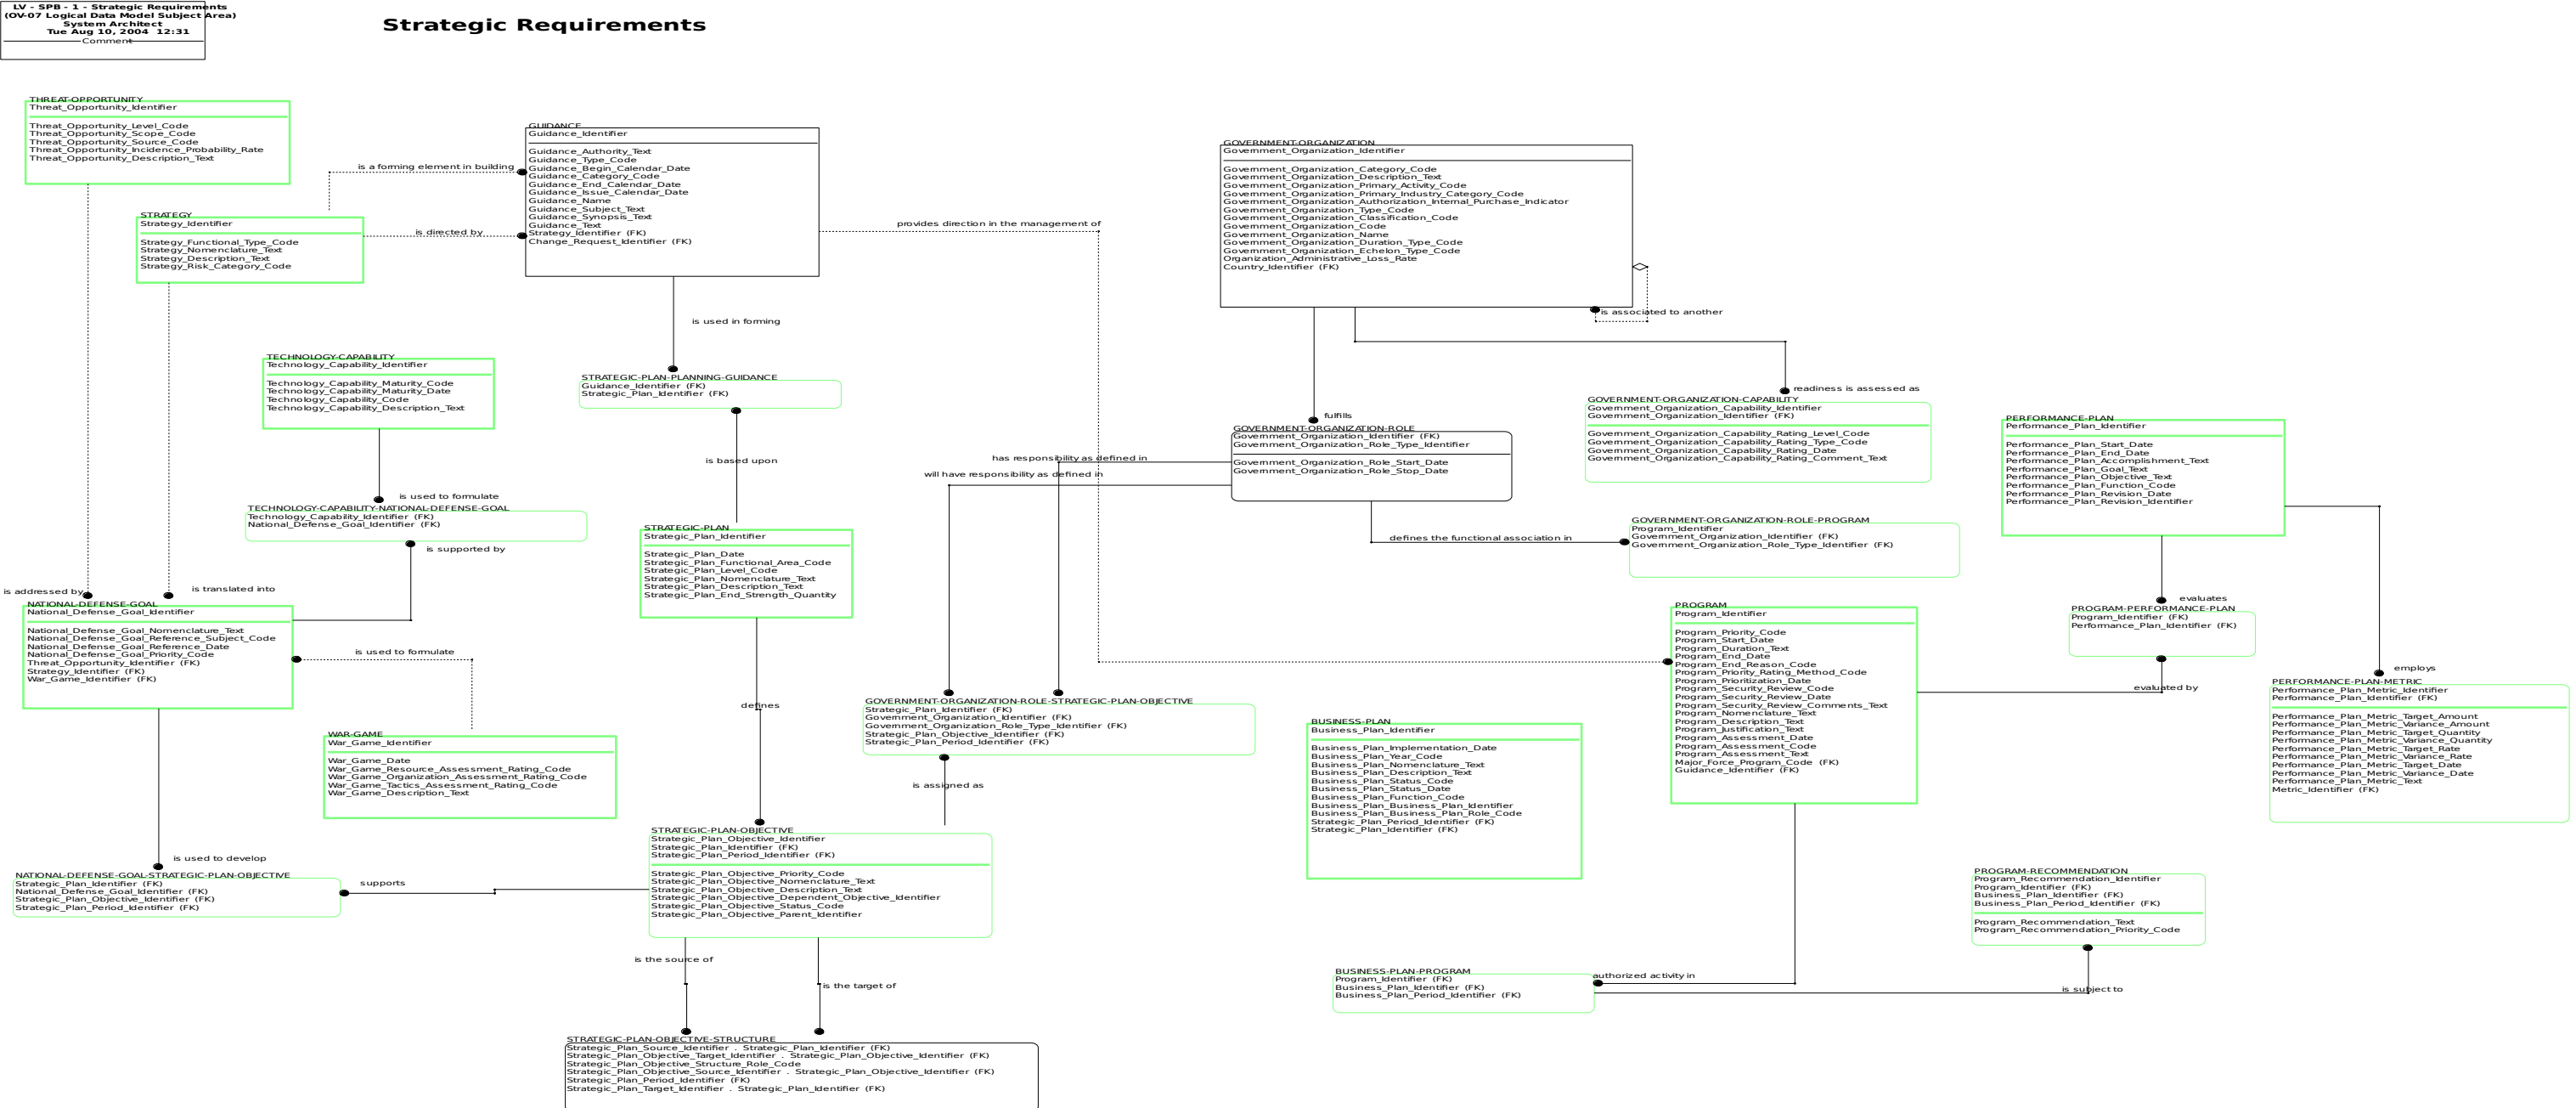 LV - SPB - 1 - Strategic Requirements
(OV-07 Logical Data Model Subject Area)
System Architect
Tue Aug 10, 2004  12:31
Comment
Strategic Requirements
THREAT-OPPORTUNITY
Threat_Opportunity_Identifier
Threat_Opportunity_Level_Code
Threat_Opportunity_Scope_Code
Threat_Opportunity_Source_Code
Threat_Opportunity_Incidence_Probability_Rate
Threat_Opportunity_Description_Text
is a forming element in building
STRATEGY
Strategy_Identifier
Strategy_Functional_Type_Code
Strategy_Nomenclature_Text
Strategy_Description_Text
Strategy_Risk_Category_Code
is directed by
GUIDANCE
Guidance_Identifier
Guidance_Authority_Text
Guidance_Type_Code
Guidance_Begin_Calendar_Date
Guidance_Category_Code
Guidance_End_Calendar_Date
Guidance_Issue_Calendar_Date
Guidance_Name
Guidance_Subject_Text
Guidance_Synopsis_Text
Guidance_Text
Strategy_Identifier (FK)
Change_Request_Identifier (FK)
provides direction in the management of
is used in forming
GOVERNMENT-ORGANIZATION
Government_Organization_Identifier
Government_Organization_Category_Code
Government_Organization_Description_Text
Government_Organization_Primary_Activity_Code
Government_Organization_Primary_Industry_Category_Code
Government_Organization_Authorization_Internal_Purchase_Indicator
Government_Organization_Type_Code
Government_Organization_Classification_Code
Government_Organization_Code
Government_Organization_Name
Government_Organization_Duration_Type_Code
Government_Organization_Echelon_Type_Code
Organization_Administrative_Loss_Rate
Country_Identifier (FK)
is associated to another
TECHNOLOGY-CAPABILITY
Technology_Capability_Identifier
Technology_Capability_Maturity_Code
Technology_Capability_Maturity_Date
Technology_Capability_Code
Technology_Capability_Description_Text
STRATEGIC-PLAN-PLANNING-GUIDANCE
Guidance_Identifier (FK)
Strategic_Plan_Identifier (FK)
is based upon
fulfills
readiness is assessed as
GOVERNMENT-ORGANIZATION-ROLE
Government_Organization_Identifier (FK)
Government_Organization_Role_Type_Identifier
Government_Organization_Role_Start_Date
Government_Organization_Role_Stop_Date
has responsibility as defined in
will have responsibility as defined in
GOVERNMENT-ORGANIZATION-CAPABILITY
Government_Organization_Capability_Identifier
Government_Organization_Identifier (FK)
Government_Organization_Capability_Rating_Level_Code
Government_Organization_Capability_Rating_Type_Code
Government_Organization_Capability_Rating_Date
Government_Organization_Capability_Rating_Comment_Text
PERFORMANCE-PLAN
Performance_Plan_Identifier
Performance_Plan_Start_Date
Performance_Plan_End_Date
Performance_Plan_Accomplishment_Text
Performance_Plan_Goal_Text
Performance_Plan_Objective_Text
Performance_Plan_Function_Code
Performance_Plan_Revision_Date
Performance_Plan_Revision_Identifier
is used to formulate
TECHNOLOGY-CAPABILITY-NATIONAL-DEFENSE-GOAL
Technology_Capability_Identifier (FK)
National_Defense_Goal_Identifier (FK)
is supported by
STRATEGIC-PLAN
Strategic_Plan_Identifier
Strategic_Plan_Date
Strategic_Plan_Functional_Area_Code
Strategic_Plan_Level_Code
Strategic_Plan_Nomenclature_Text
Strategic_Plan_Description_Text
Strategic_Plan_End_Strength_Quantity
defines the functional association in
GOVERNMENT-ORGANIZATION-ROLE-PROGRAM
Program_Identifier
Government_Organization_Identifier (FK)
Government_Organization_Role_Type_Identifier (FK)
is addressed by
is translated into
NATIONAL-DEFENSE-GOAL
National_Defense_Goal_Identifier
National_Defense_Goal_Nomenclature_Text
National_Defense_Goal_Reference_Subject_Code
National_Defense_Goal_Reference_Date
National_Defense_Goal_Priority_Code
Threat_Opportunity_Identifier (FK)
Strategy_Identifier (FK)
War_Game_Identifier (FK)
is used to formulate
PROGRAM
Program_Identifier
Program_Priority_Code
Program_Start_Date
Program_Duration_Text
Program_End_Date
Program_End_Reason_Code
Program_Priority_Rating_Method_Code
Program_Prioritization_Date
Program_Security_Review_Code
Program_Security_Review_Date
Program_Security_Review_Comments_Text
Program_Nomenclature_Text
Program_Description_Text
Program_Justification_Text
Program_Assessment_Date
Program_Assessment_Code
Program_Assessment_Text
Major_Force_Program_Code (FK)
Guidance_Identifier (FK)
evaluates
PROGRAM-PERFORMANCE-PLAN
Program_Identifier (FK)
Performance_Plan_Identifier (FK)
evaluated by
employs
PERFORMANCE-PLAN-METRIC
Performance_Plan_Metric_Identifier
Performance_Plan_Identifier (FK)
Performance_Plan_Metric_Target_Amount
Performance_Plan_Metric_Variance_Amount
Performance_Plan_Metric_Target_Quantity
Performance_Plan_Metric_Variance_Quantity
Performance_Plan_Metric_Target_Rate
Performance_Plan_Metric_Variance_Rate
Performance_Plan_Metric_Target_Date
Performance_Plan_Metric_Variance_Date
Performance_Plan_Metric_Text
Metric_Identifier (FK)
WAR-GAME
War_Game_Identifier
War_Game_Date
War_Game_Resource_Assessment_Rating_Code
War_Game_Organization_Assessment_Rating_Code
War_Game_Tactics_Assessment_Rating_Code
War_Game_Description_Text
defines
GOVERNMENT-ORGANIZATION-ROLE-STRATEGIC-PLAN-OBJECTIVE
Strategic_Plan_Identifier (FK)
Government_Organization_Identifier (FK)
Government_Organization_Role_Type_Identifier (FK)
Strategic_Plan_Objective_Identifier (FK)
Strategic_Plan_Period_Identifier (FK)
is assigned as
BUSINESS-PLAN
Business_Plan_Identifier
Business_Plan_Implementation_Date
Business_Plan_Year_Code
Business_Plan_Nomenclature_Text
Business_Plan_Description_Text
Business_Plan_Status_Code
Business_Plan_Status_Date
Business_Plan_Function_Code
Business_Plan_Business_Plan_Identifier
Business_Plan_Business_Plan_Role_Code
Strategic_Plan_Period_Identifier (FK)
Strategic_Plan_Identifier (FK)
is used to develop
NATIONAL-DEFENSE-GOAL-STRATEGIC-PLAN-OBJECTIVE
Strategic_Plan_Identifier (FK)
National_Defense_Goal_Identifier (FK)
Strategic_Plan_Objective_Identifier (FK)
Strategic_Plan_Period_Identifier (FK)
supports
STRATEGIC-PLAN-OBJECTIVE
Strategic_Plan_Objective_Identifier
Strategic_Plan_Identifier (FK)
Strategic_Plan_Period_Identifier (FK)
Strategic_Plan_Objective_Priority_Code
Strategic_Plan_Objective_Nomenclature_Text
Strategic_Plan_Objective_Description_Text
Strategic_Plan_Objective_Dependent_Objective_Identifier
Strategic_Plan_Objective_Status_Code
Strategic_Plan_Objective_Parent_Identifier
is the source of
is the target of
PROGRAM-RECOMMENDATION
Program_Recommendation_Identifier
Program_Identifier (FK)
Business_Plan_Identifier (FK)
Business_Plan_Period_Identifier (FK)
Program_Recommendation_Text
Program_Recommendation_Priority_Code
BUSINESS-PLAN-PROGRAM
Program_Identifier (FK)
Business_Plan_Identifier (FK)
Business_Plan_Period_Identifier (FK)
authorized activity in
is subject to
STRATEGIC-PLAN-OBJECTIVE-STRUCTURE
Strategic_Plan_Source_Identifier . Strategic_Plan_Identifier (FK)
Strategic_Plan_Objective_Target_Identifier . Strategic_Plan_Objective_Identifier (FK)
Strategic_Plan_Objective_Structure_Role_Code
Strategic_Plan_Objective_Source_Identifier . Strategic_Plan_Objective_Identifier (FK)
Strategic_Plan_Period_Identifier (FK)
Strategic_Plan_Target_Identifier . Strategic_Plan_Identifier (FK)